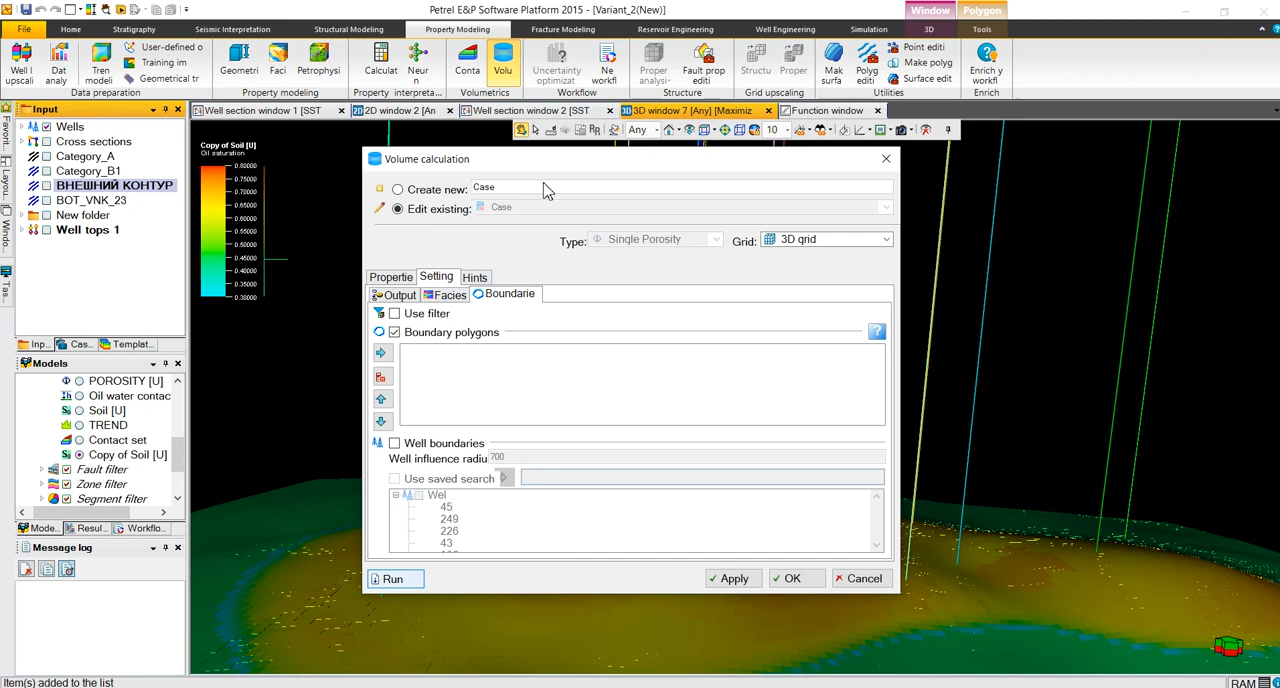 Petrel E&P Software Platform 2015 - [Variant_2(New)]
Window
Polygon
File
Home
Stratigraphy
Seismic Interpretation
Structural Modeling
Property Modeling
Fracture Modeling
Reservoir Engineering
Well Engineering
Simulation
3D
Tools
Well l
upscali
Dat
analy
Tren
modeli
User-defined o
Training im
Geometrical tr
Data preparation
Geometri
Faci
Petrophysi
Property modeling
Calculat
Neur
n
Property interpreta...
Conta
Volu
Volumetrics
Uncertainty
optimizat
Ne
workfl
Workflow
Proper
analysi
Fault prop
editi
Structure
Structu
Proper
Grid upscaling
Mak
surfa
Polyg
editi
Point editi
Make polyg
Surface edit
Utilities
Enrich y
workfl
Enrich
Input
Wells
Cross sections
Category_A
Category_B1
ВНЕШНИЙ КОНТУР
BOT_VNK_23
New folder
Well tops 1
Inp...
Cas...
Templat...
Models
POROSITY [U]
Oil water contac
Soil [U]
TREND
Contact set
Copy of Soil [U]
Fault filter
Zone filter
Segment filter
Mode...
Resul...
Workflo...
Message log
Item(s) added to the list
Favorit..
Layou..
Windo..
Tas..
Well section window 1 [SST
2D window 2 [An
Well section window 2 [SST
3D window 7 [Any] [Maximiz
Function window
Any
10
Copy of Soil [U]
Oil saturation
0.80000
0.75000
0.70000
0.65000
0.60000
0.55000
0.50000
0.45000
0.40000
0.35000
0.30000
Volume calculation
Create new:
Case
Edit existing:
Case
Type:
Single Porosity
Grid:
3D grid
Propertie
Setting
Hints
Output
Facies
Boundarie
Use filter
Boundary polygons
Well boundaries
Well influence radiu
700
Use saved search
Wel
45
249
226
43
Run
Apply
OK
Cancel
RAM